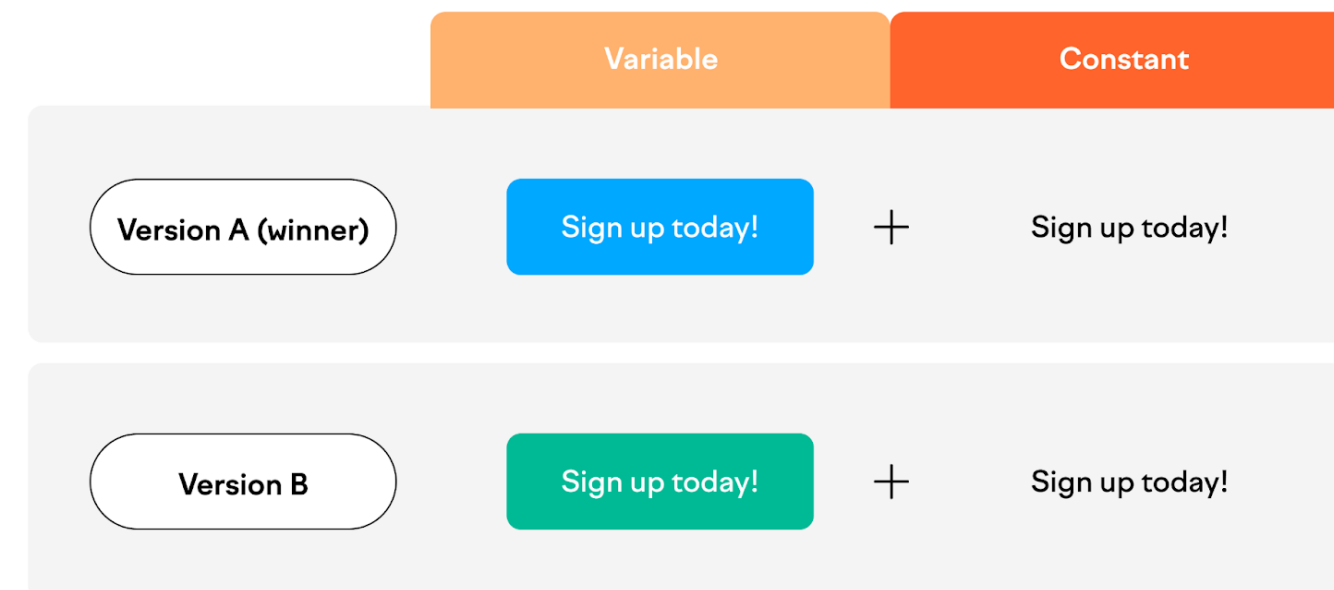 Variable
Constant
Version A (winner)
Sign up today!
+
Sign up today!
Version B
Sign up today!
+
Sign up today!